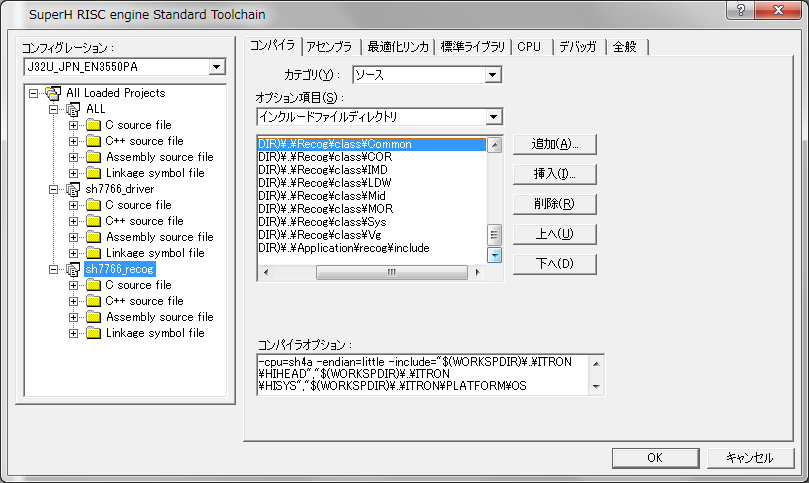 SuperH RISC engine Standard Toolchain
コンフィグレーション :
J32U_JPN_EN3550PA
All Loaded Projects
ALL
C source file
C++ source file
Assembly source file
Linkage symbol file
sh7766_driver
C source file
C++ source file
Assembly source file
Linkage symbol file
sh7766_recog
C source file
C++ source file
Assembly source file
Linkage symbol file
コンパイラ アセンブラ 最適化リンカ 標準ライブラリ CPU デバッガ 全般
カテゴリ(Y) : ソース
オプション項目(S) :
インクルードファイルディレクトリ
DIR)¥.¥Recog¥class¥Common
DIR)¥.¥Recog¥class¥COR
DIR)¥.¥Recog¥class¥IMD
DIR)¥.¥Recog¥class¥LDW
DIR)¥.¥Recog¥class¥Mid
DIR)¥.¥Recog¥class¥MOR
DIR)¥.¥Recog¥class¥Sys
DIR)¥.¥Recog¥class¥Vg
DIR)¥.¥Application¥recog¥include
追加(A)...
挿入(I)...
削除(R)
上へ(U)
下へ(D)
コンパイラオプション :
-cpu=sh4a -endian=little -include="$(WORKSPDIR)¥.¥ITRON
¥HIHEAD","$(WORKSPDIR)¥.¥ITRON
¥HISYS","$(WORKSPDIR)¥.¥ITRON¥PLATFORM¥OS
OK
キャンセル